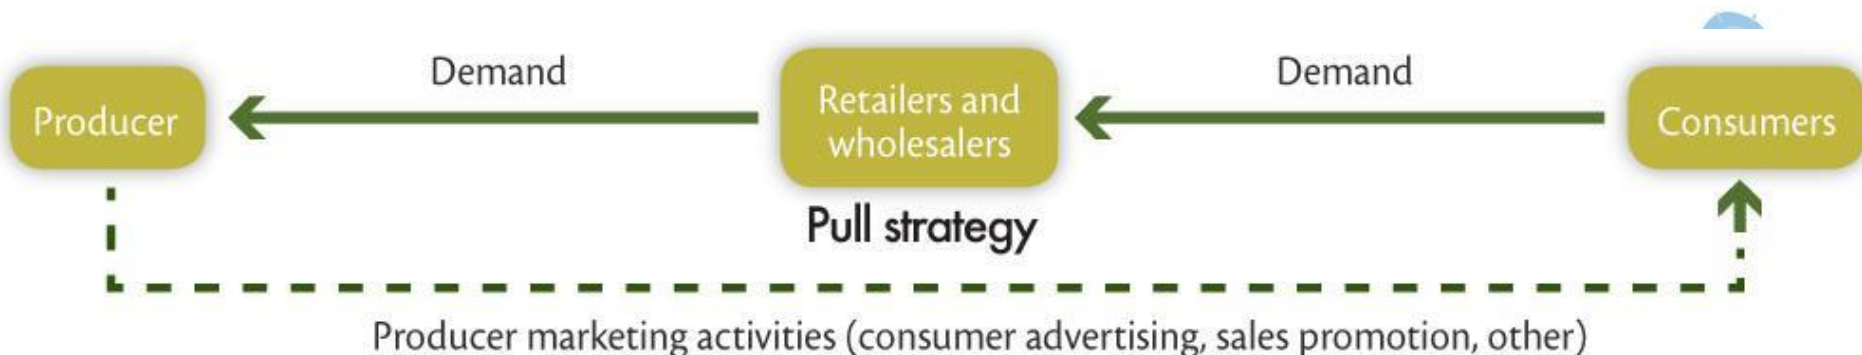 Demand
Demand
Producer
Retailers and
wholesalers
Consumers
Pull strategy
Producer marketing activities (consumer advertising, sales promotion, other)